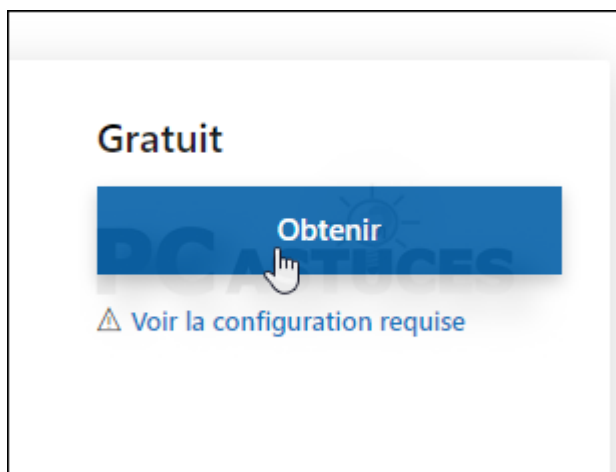 Gratuit
Obtenir
PC ASTUCES
⚠ Voir la configuration requise